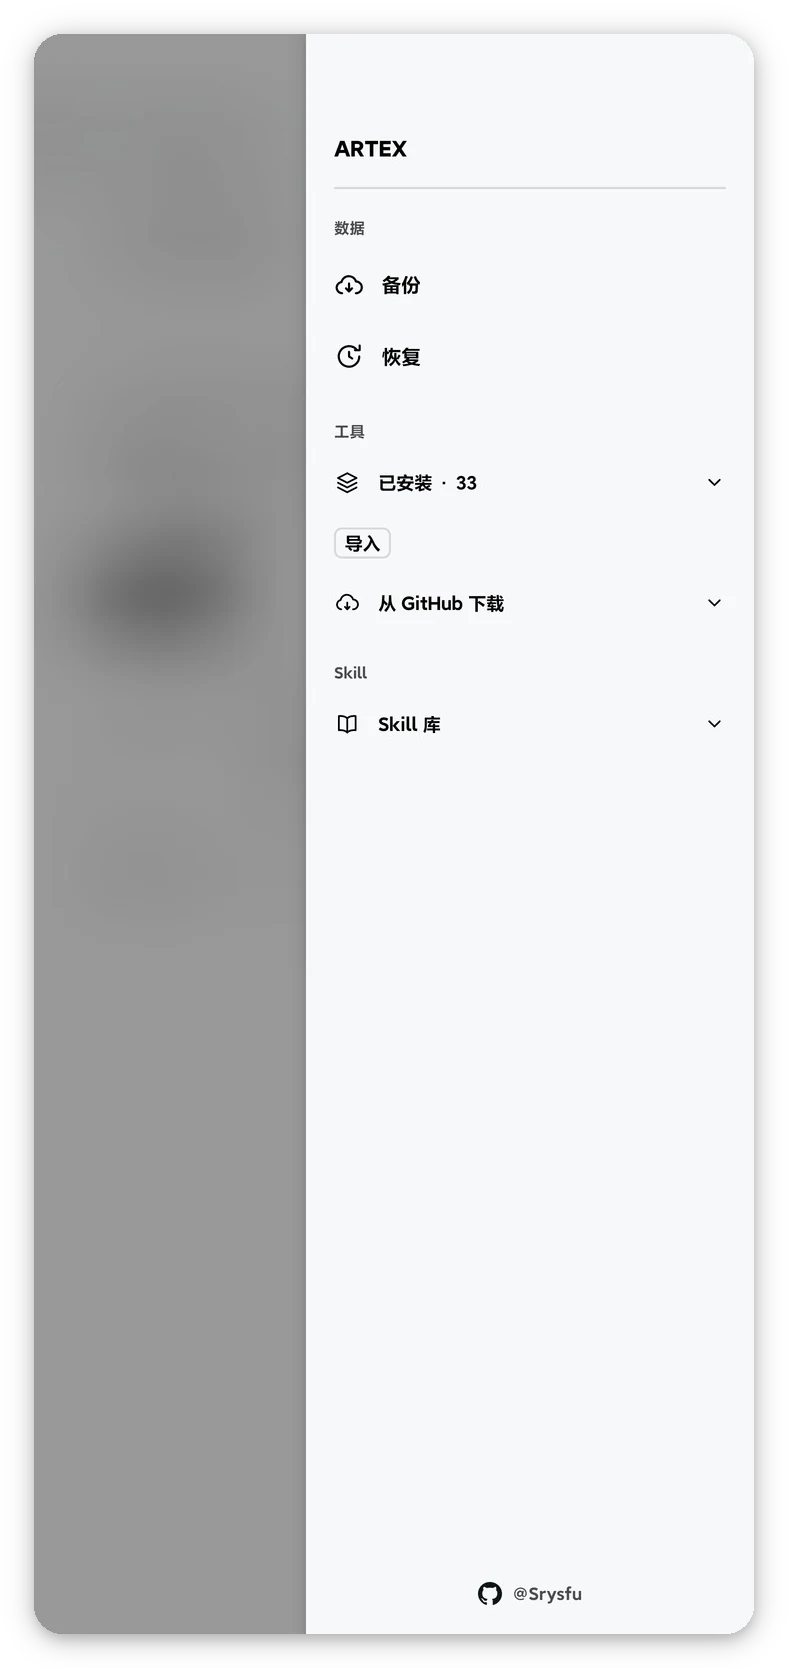 ARTEX
数据
备份
恢复
工具
已安装 · 33
导入
从 GitHub 下载
Skill
Skill 库
@Srysfu